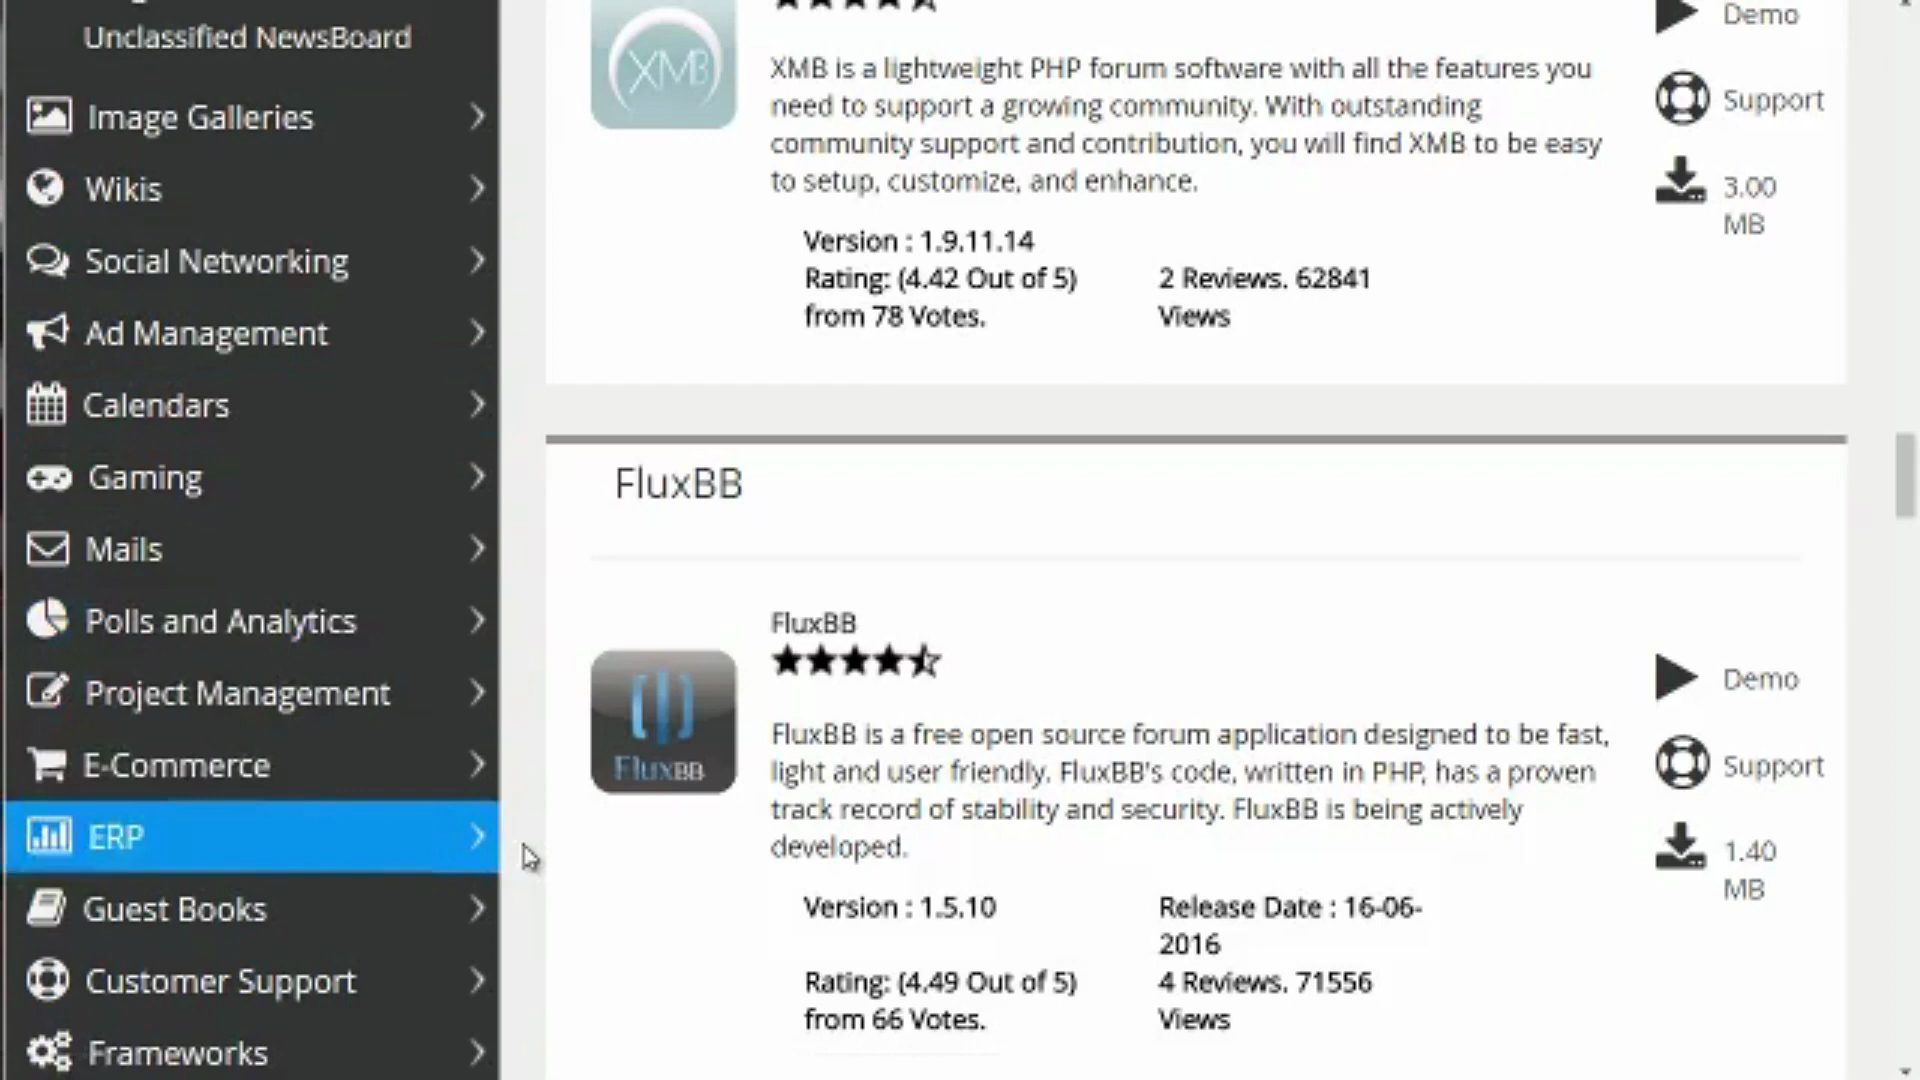 Unclassified NewsBoard
Image Galleries
Wikis
Social Networking
Ad Management
Calendars
Gaming
Mails
Polls and Analytics
Project Management
E-Commerce
ERP
Guest Books
Customer Support
Frameworks
XMB
XMB is a lightweight PHP forum software with all the features you
need to support a growing community. With outstanding
community support and contribution, you will find XMB to be easy
to setup, customize, and enhance.
Version : 1.9.11.14
Rating: (4.42 Out of 5)
from 78 Votes.
2 Reviews. 62841
Views
Demo
Support
3.00
MB
FluxBB
FluxBB
FluxBB
FluxBB is a free open source forum application designed to be fast,
light and user friendly. FluxBB's code, written in PHP, has a proven
track record of stability and security. FluxBB is being actively
developed.
Version : 1.5.10
Release Date : 16-06-
2016
Rating: (4.49 Out of 5)
from 66 Votes.
4 Reviews. 71556
Views
Demo
Support
1.40
MB